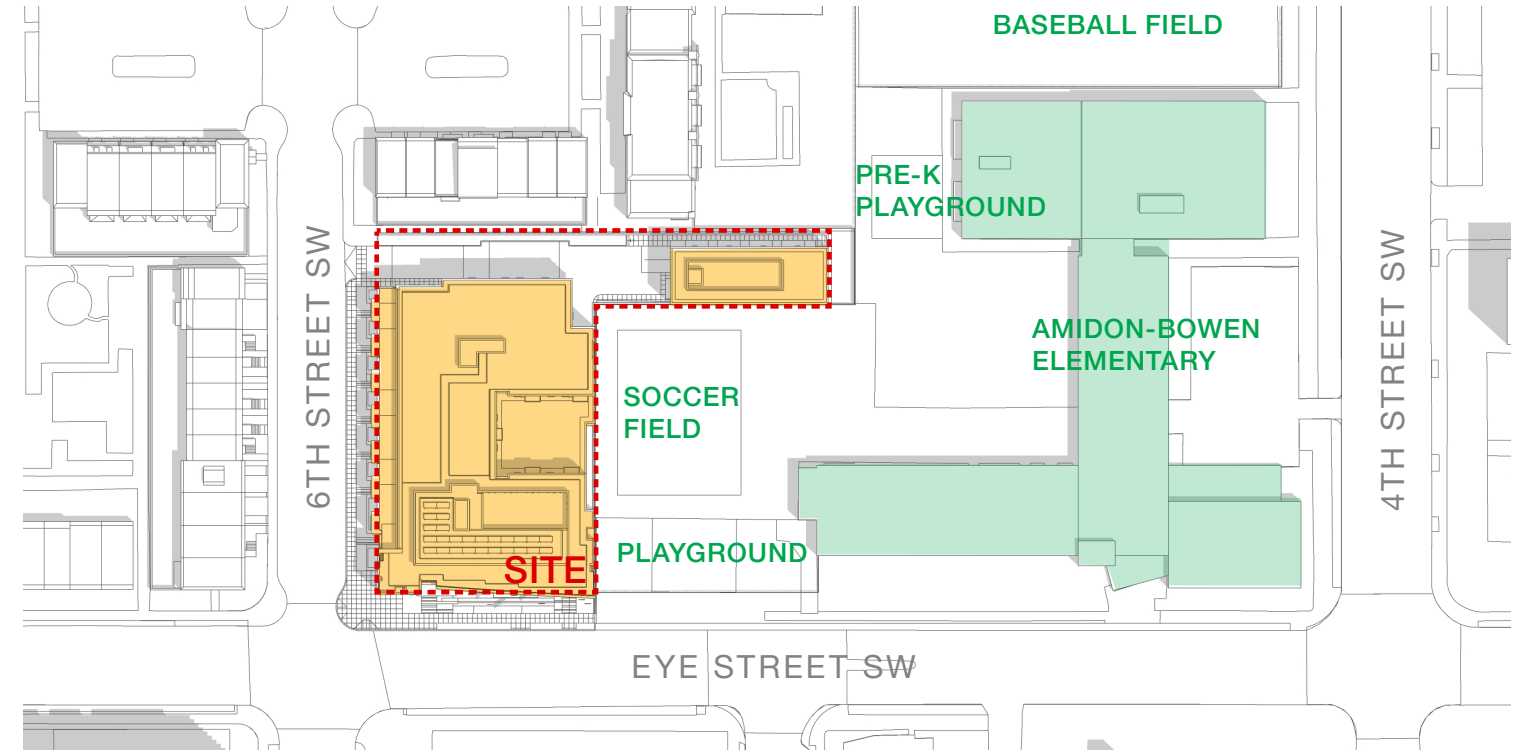 BASEBALL FIELD
PRE-K
PLAYGROUND
6TH STREET SW
4TH STREET SW
AMIDON-BOWEN
ELEMENTARY
SOCCER
FIELD
PLAYGROUND
SITE
EYE STREET SW